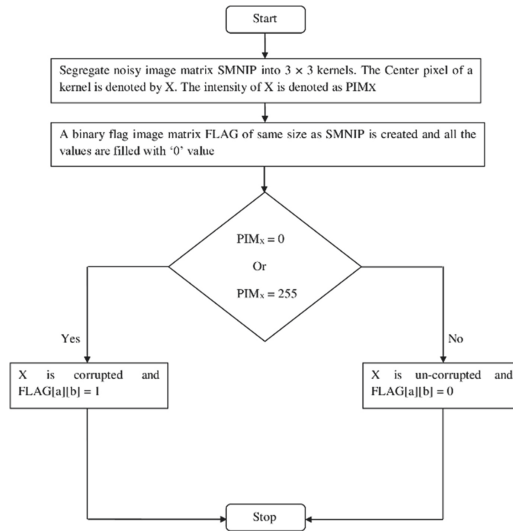 Start
Segregate noisy image matrix SMNIP into 3 × 3 kernels. The Center pixel of a
kernel is denoted by X. The intensity of X is denoted as PIMX
A binary flag image matrix FLAG of same size as SMNIP is created and all the
values are filled with ‘0’ value
PIMx = 0
Or
PIMx = 255
Yes
No
X is corrupted and
FLAG[a][b] = 1
X is un-corrupted and
FLAG[a][b] = 0
Stop